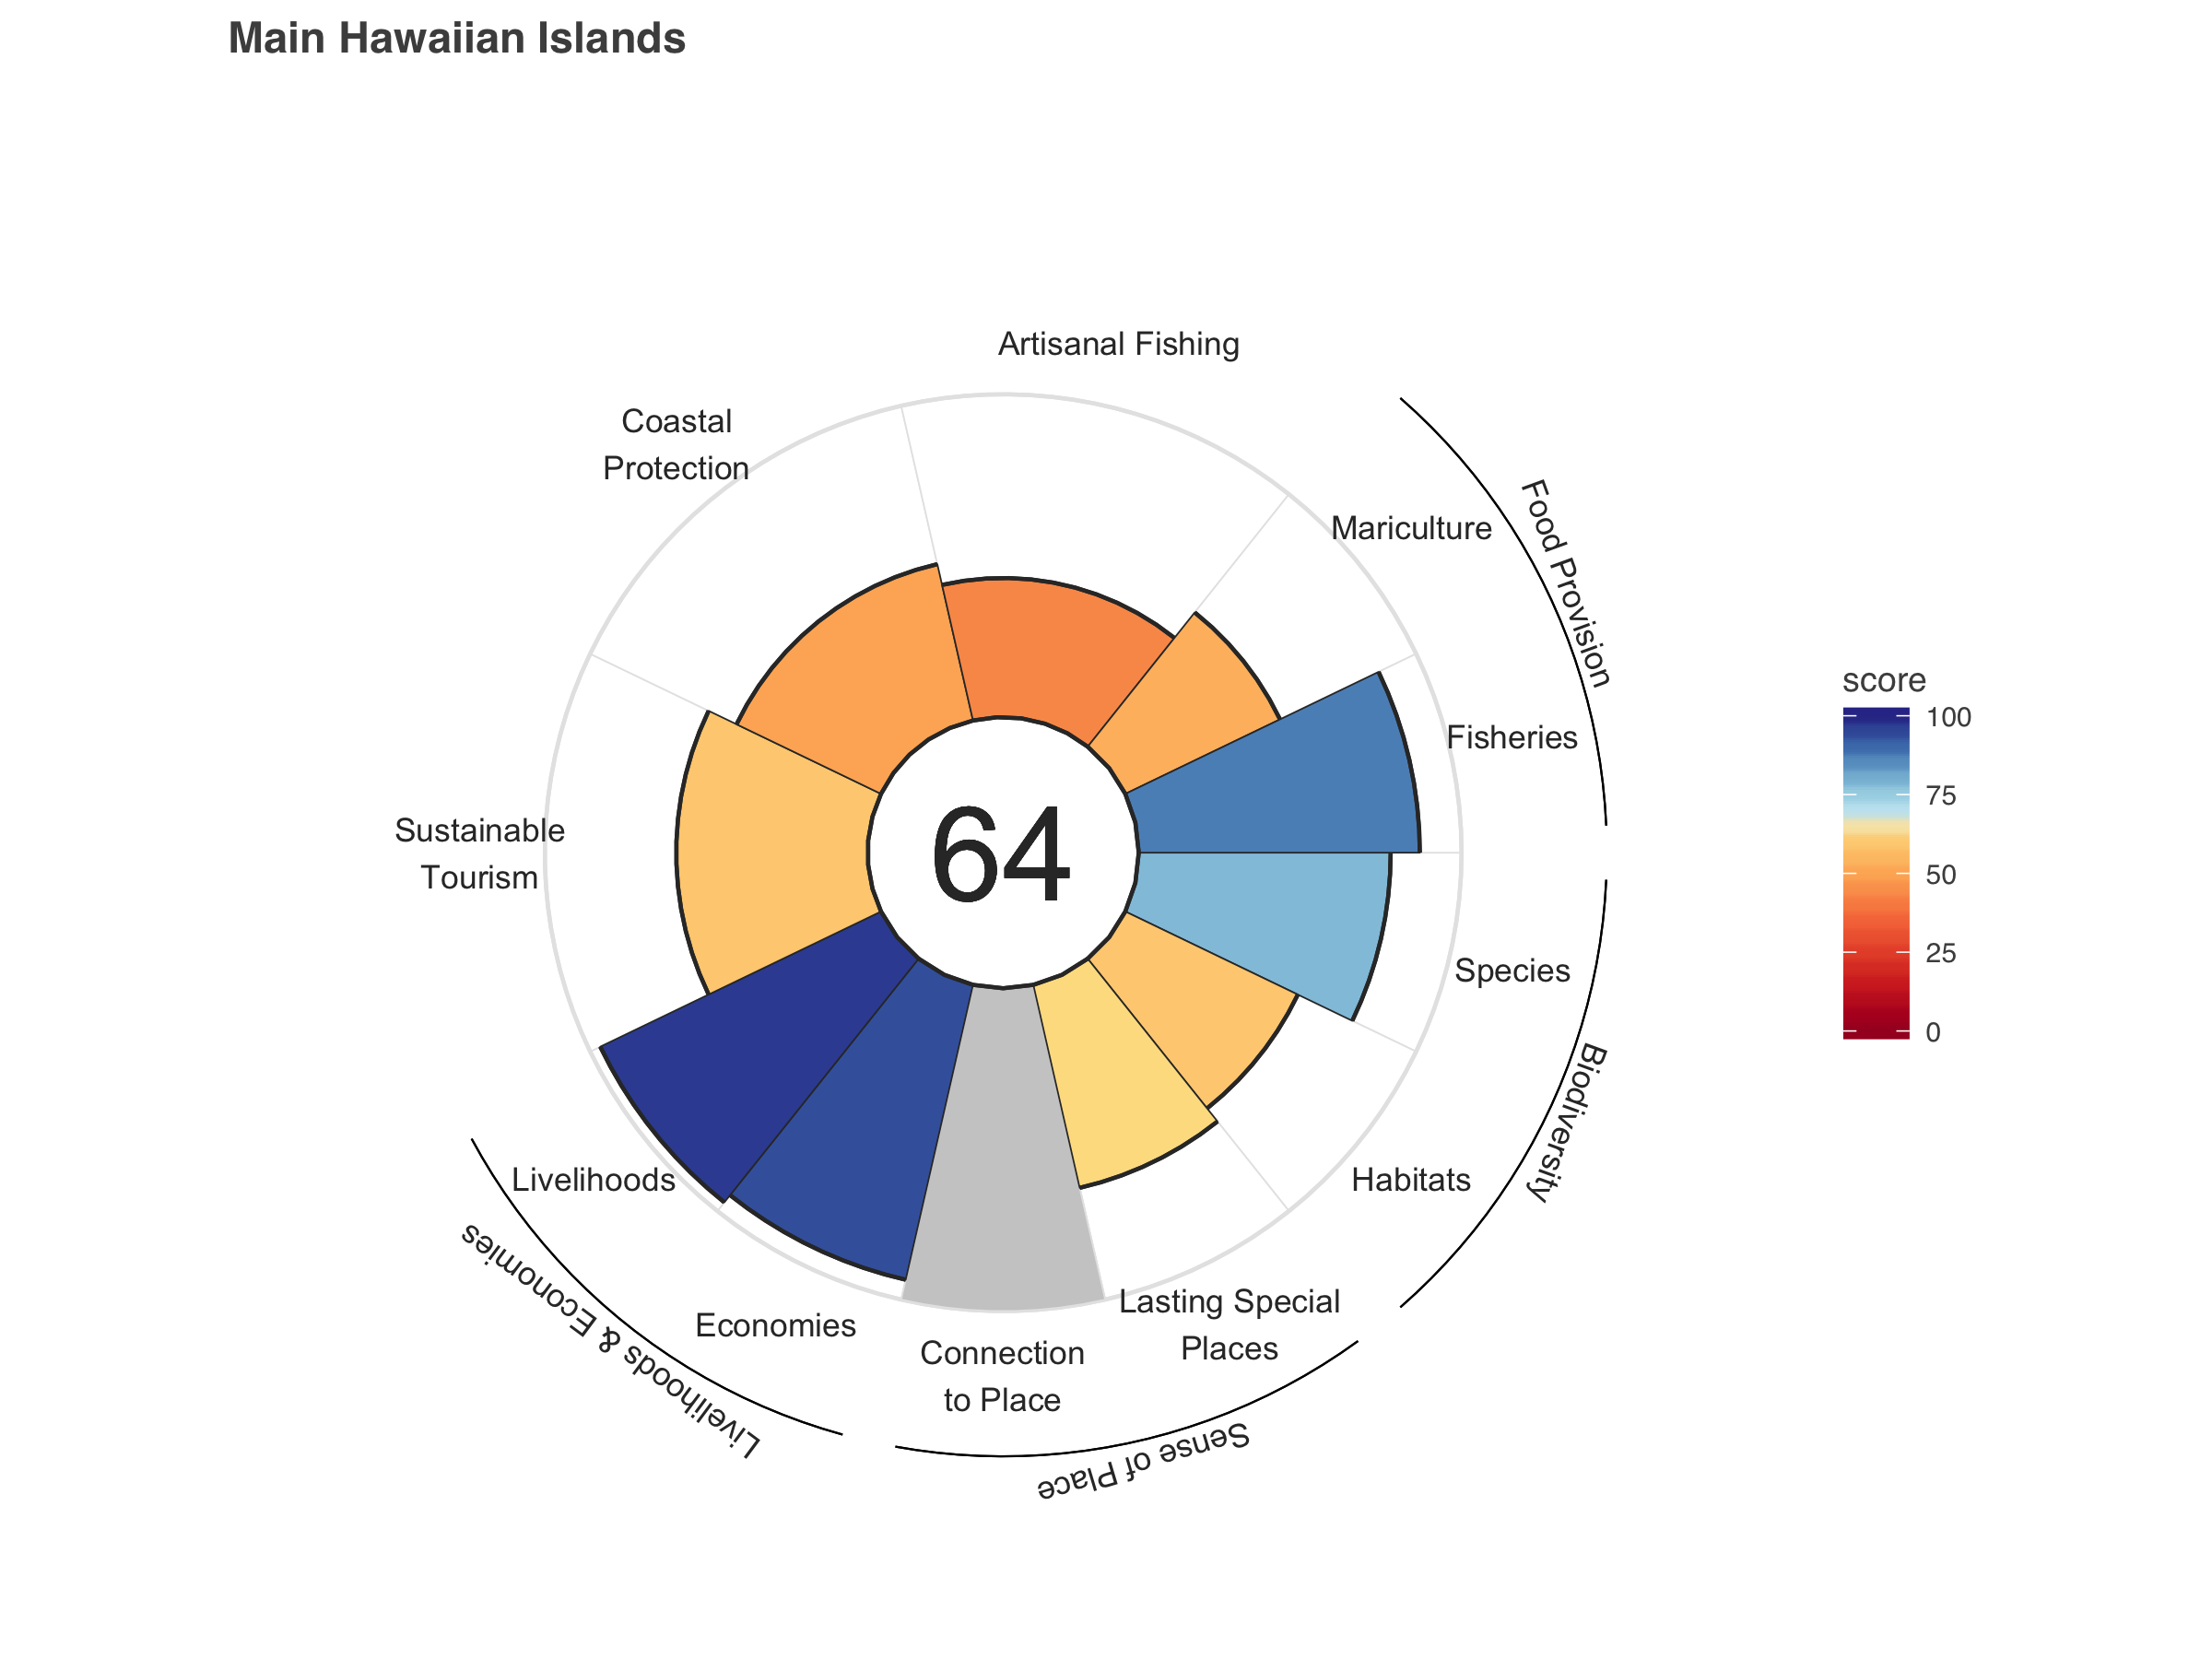 Main Hawaiian Islands
Artisanal Fishing
Coastal
Protection
Mariculture
Food Provision
Fisheries
Sustainable
Tourism
64
Species
Biodiversity
Habitats
Livelihoods
Economies
Livelihoods & Economies
Connection
to Place
Lasting Special
Places
Sense of Place
score
100
75
50
25
0